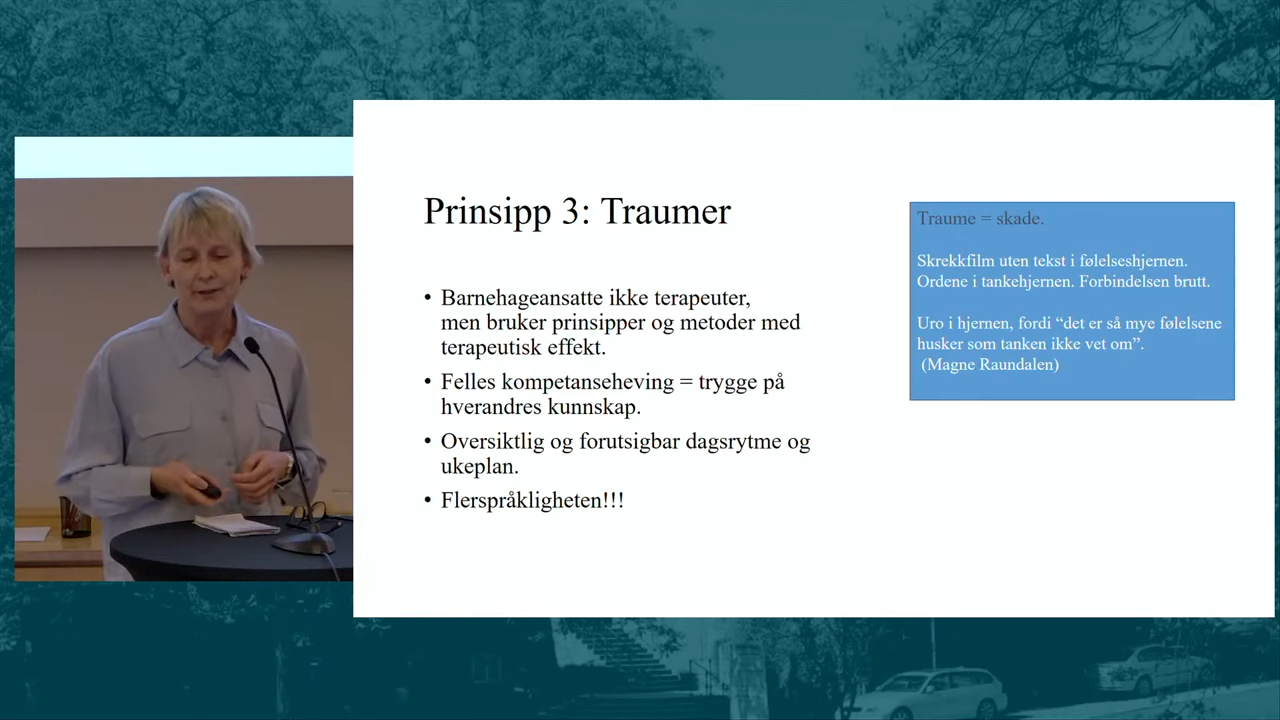 Prinsipp 3: Traumer
• Barnehageansatte ikke terapeuter,
men bruker prinsipper og metoder med
terapeutisk effekt.
• Felles kompetanseheving = trygge på
hverandres kunnskap.
• Oversiktlig og forutsigbar dagsrytme og
ukeplan.
• Flerspråkligheten!!!
Traume = skade.
Skrekkfilm uten tekst i følelseshjernen.
Ordene i tankehjernen. Forbindelsen brutt.
Uro i hjernen, fordi “det er så mye følelsene
husker som tanken ikke vet om”.
(Magne Raundalen)